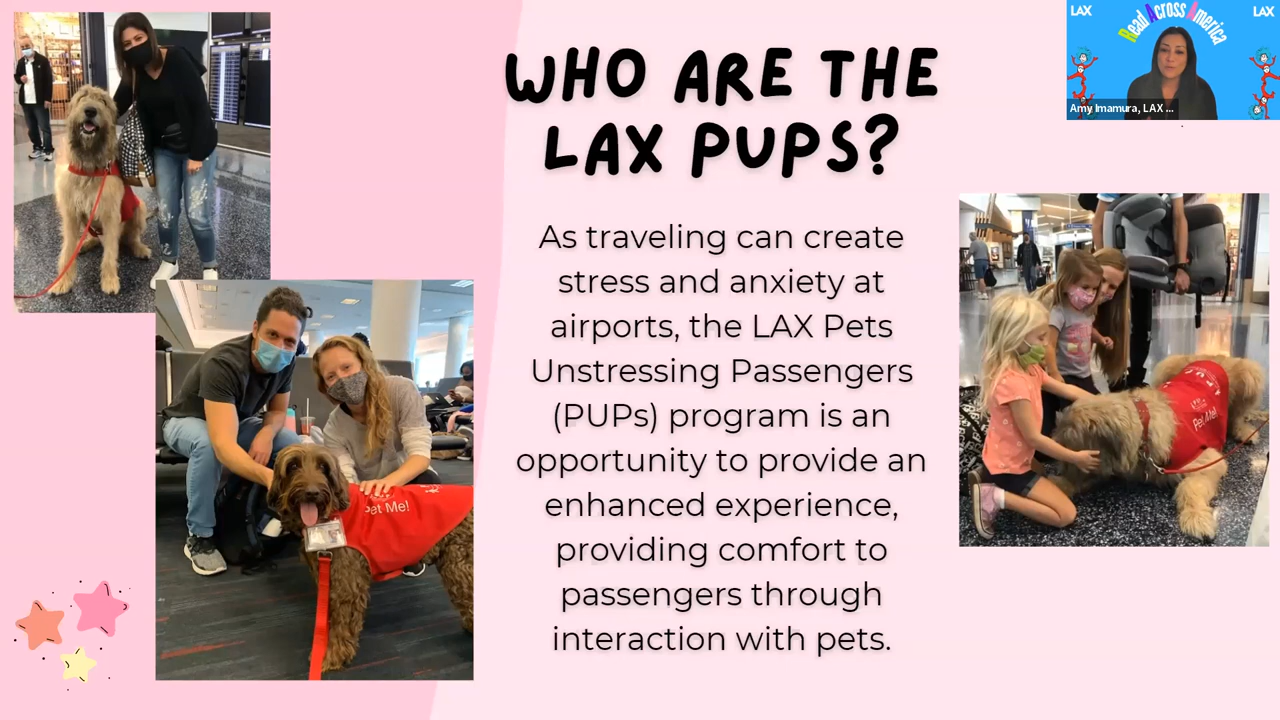 WHO ARE THE
LAX PUPS?
As traveling can create
stress and anxiety at
airports, the LAX Pets
Unstressing Passengers
(PUPs) program is an
opportunity to provide an
enhanced experience,
providing comfort to
passengers through
interaction with pets.
LAX
Read Across America
LAX
Amy Imamura, LAX ...
Pet Me!
Pet Me!